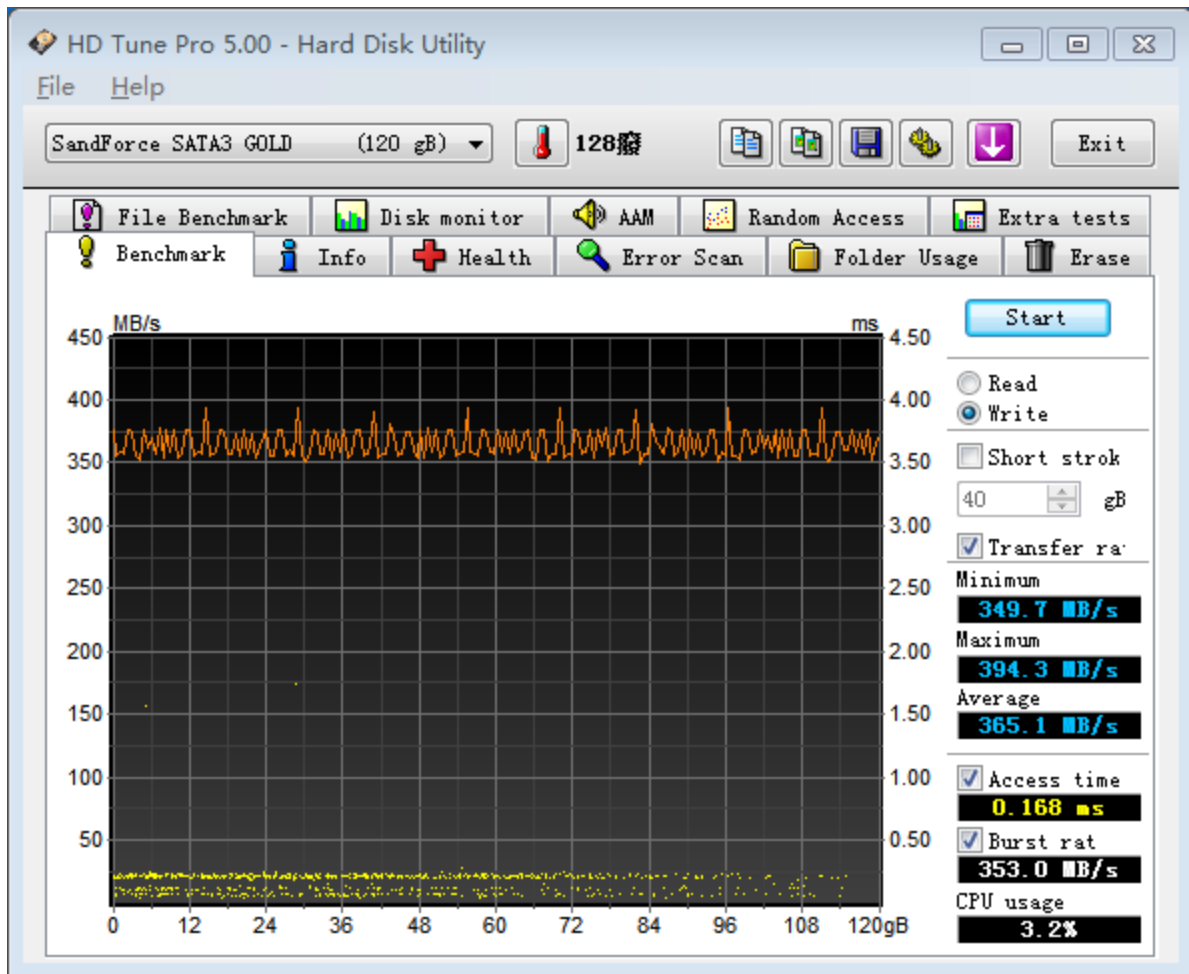 HD Tune Pro 5.00 - Hard Disk Utility
File Help
SandForce SATA3 GOLD (120 gB) 128癈 Exit
File Benchmark Disk monitor AAM Random Access Extra tests
Benchmark Info Health Error Scan Folder Usage Erase
Start
MB/s ms
450 4.50
400 4.00
350 3.50
300 3.00
250 2.50
200 2.00
150 1.50
100 1.00
50 0.50
0 12 24 36 48 60 72 84 96 108 120gB
Read
Write
Short strok
40 gB
Transfer ra
Minimum
349.7 MB/s
Maximum
394.3 MB/s
Average
365.1 MB/s
Access time
0.168 ms
Burst rat
353.0 MB/s
CPU usage
3.2%